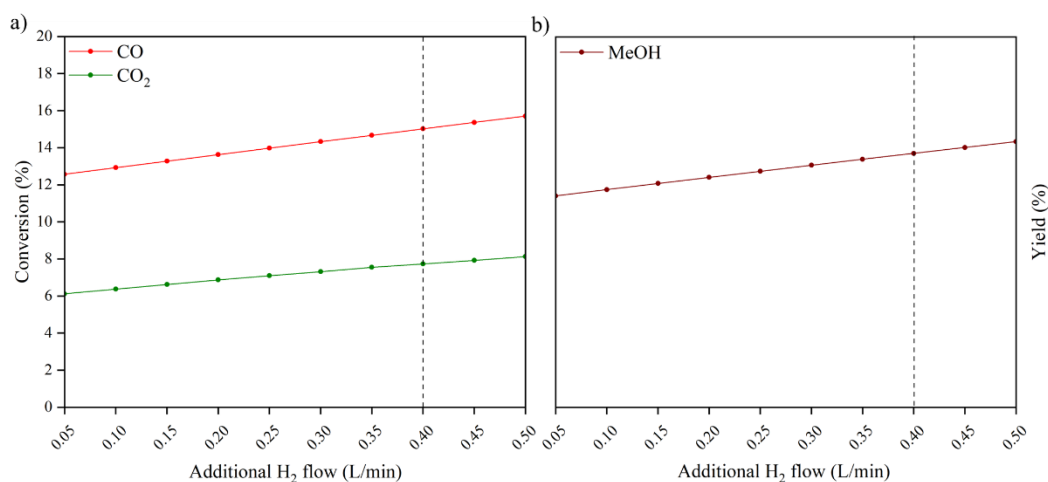 a)
CO
CO₂
20
18
16
14
12
10
8
6
4
2
0
Conversion (%)
0.05 0.10 0.15 0.20 0.25 0.30 0.35 0.40 0.45 0.50
Additional H₂ flow (L/min)
b)
MeOH
Yield (%)
0.05 0.10 0.15 0.20 0.25 0.30 0.35 0.40 0.45 0.50
Additional H₂ flow (L/min)